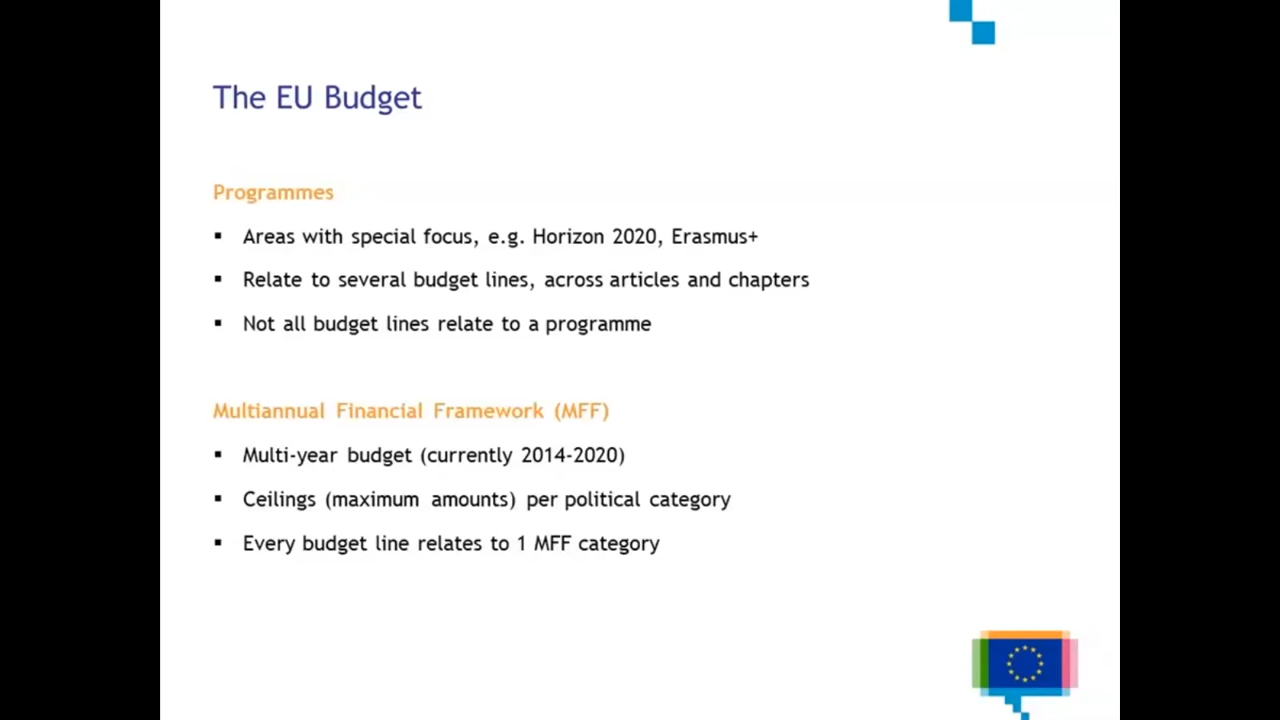 The EU Budget
Programmes
▪ Areas with special focus, e.g. Horizon 2020, Erasmus+
▪ Relate to several budget lines, across articles and chapters
▪ Not all budget lines relate to a programme
Multiannual Financial Framework (MFF)
▪ Multi-year budget (currently 2014-2020)
▪ Ceilings (maximum amounts) per political category
▪ Every budget line relates to 1 MFF category